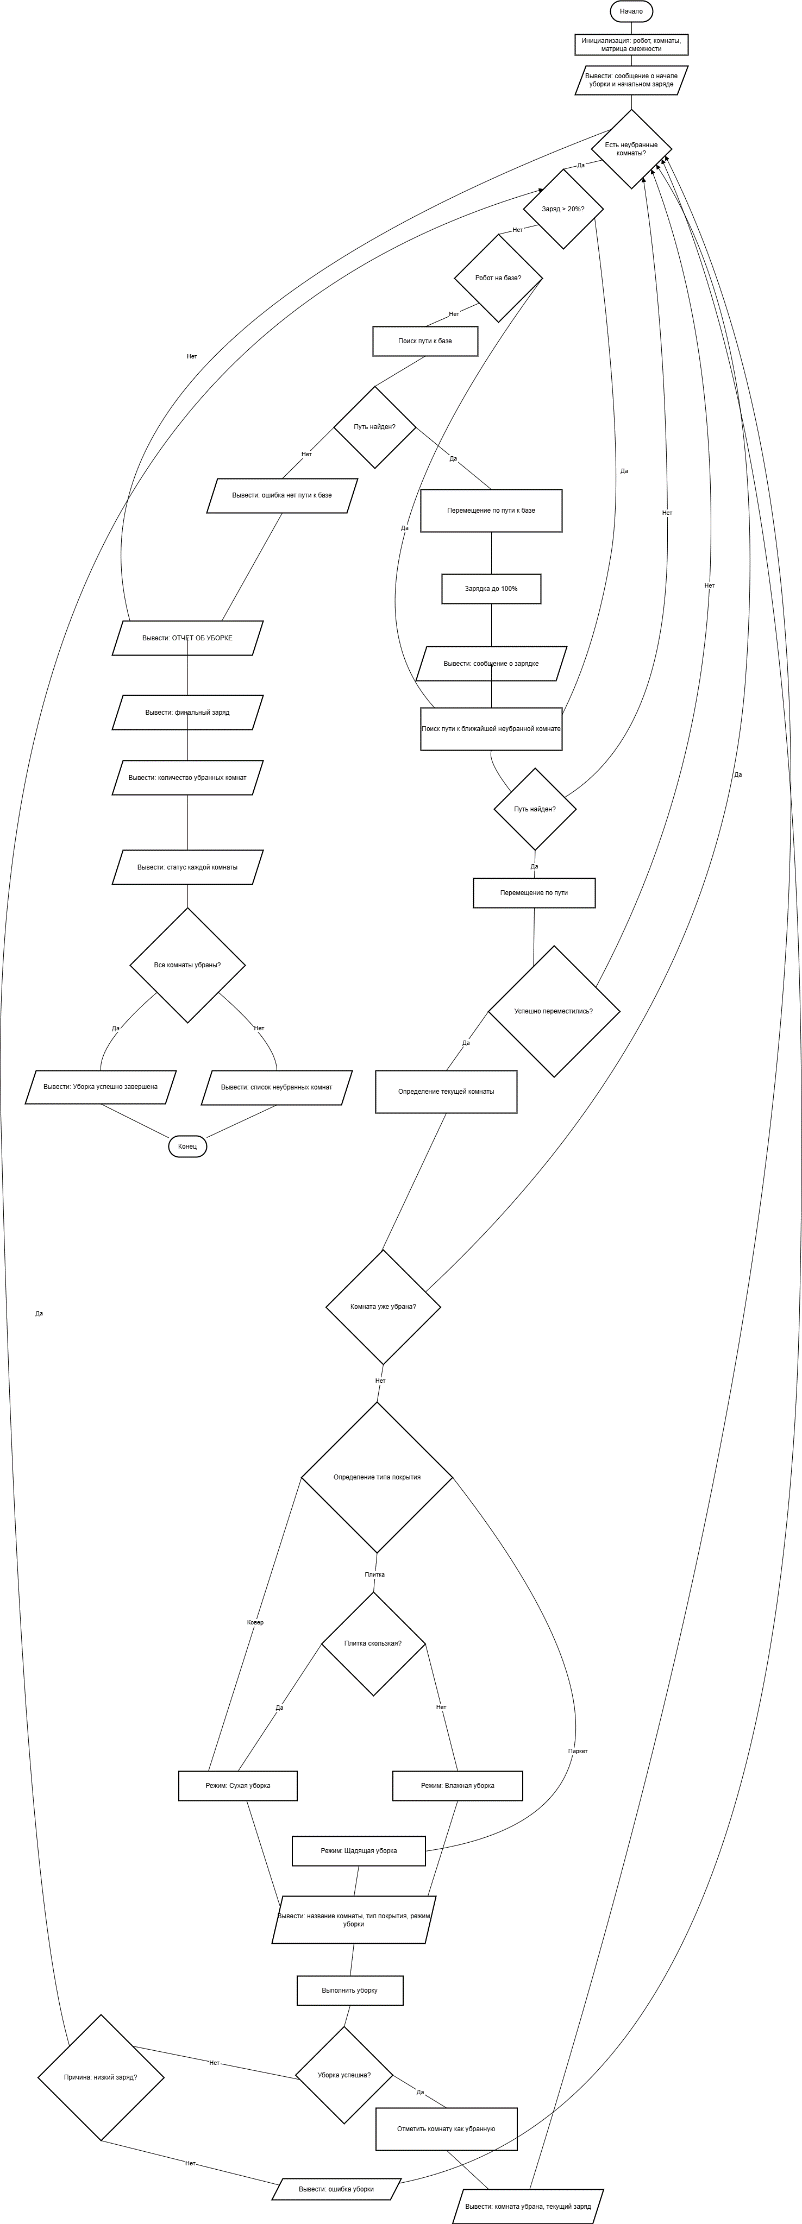 Начало
Инициализация: робот, комнаты,
матрица смежности
Вывести: сообщение о начале
уборки и начальном заряде
Есть неубранные
комнаты?
Да
Заряд > 20%?
Нет
Робот на базе?
Нет
Поиск пути к базе
Нет
Путь найден?
Нет
Да
Да
Вывести: ошибка нет пути к базе
Перемещение по пути к базе
Нет
Да
Зарядка до 100%
Нет
Вывести: ОТЧЕТ ОБ УБОРКЕ
Вывести: сообщение о зарядке
Вывести: финальный заряд
Поиск пути к ближайшей неубранной комнате
Да
Вывести: количество убранных комнат
Путь найден?
Да
Вывести: статус каждой комнаты
Перемещение по пути
Все комнаты убраны?
Успешно переместились?
Да
Нет
Да
Вывести: Уборка успешно завершена
Вывести: список неубранных комнат
Определение текущей комнаты
Конец
Комната уже убрана?
Да
Нет
Определение типа покрытия
Плитка
Ковер
Плитка скользкая?
Да
Нет
Паркет
Режим: Сухая уборка
Режим: Влажная уборка
Режим: Щадящая уборка
Вывести: название комнаты, тип покрытия, режим
уборки
Выполнить уборку
Нет
Уборка успешна?
Причина: низкий заряд?
Да
Отметить комнату как убранную
Нет
Вывести: ошибка уборки
Вывести: комната убрана, текущий заряд